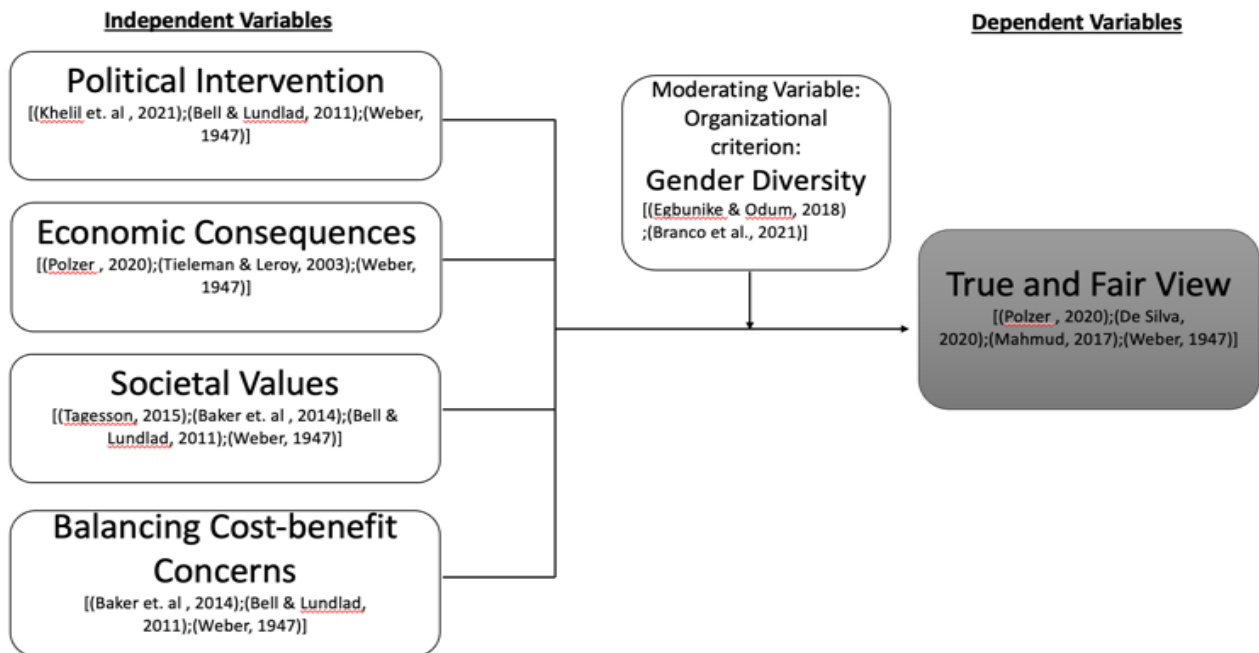 Independent Variables
Dependent Variables
Political Intervention
[(Khelil et. al , 2021);(Bell & Lundlad, 2011);(Weber,
1947)]
Economic Consequences
[(Polzer , 2020);(Tieleman & Leroy, 2003);(Weber,
1947)]
Societal Values
[(Tagesson, 2015);(Baker et. al , 2014);(Bell &
Lundlad, 2011);(Weber, 1947)]
Balancing Cost-benefit
Concerns
[(Baker et. al , 2014);(Bell & Lundlad,
2011);(Weber, 1947)]
Moderating Variable:
Organizational
criterion:
Gender Diversity
[(Egbunike & Odum, 2018)
;(Branco et al., 2021)]
True and Fair View
[(Polzer , 2020);(De Silva,
2020);(Mahmud, 2017);(Weber, 1947)]